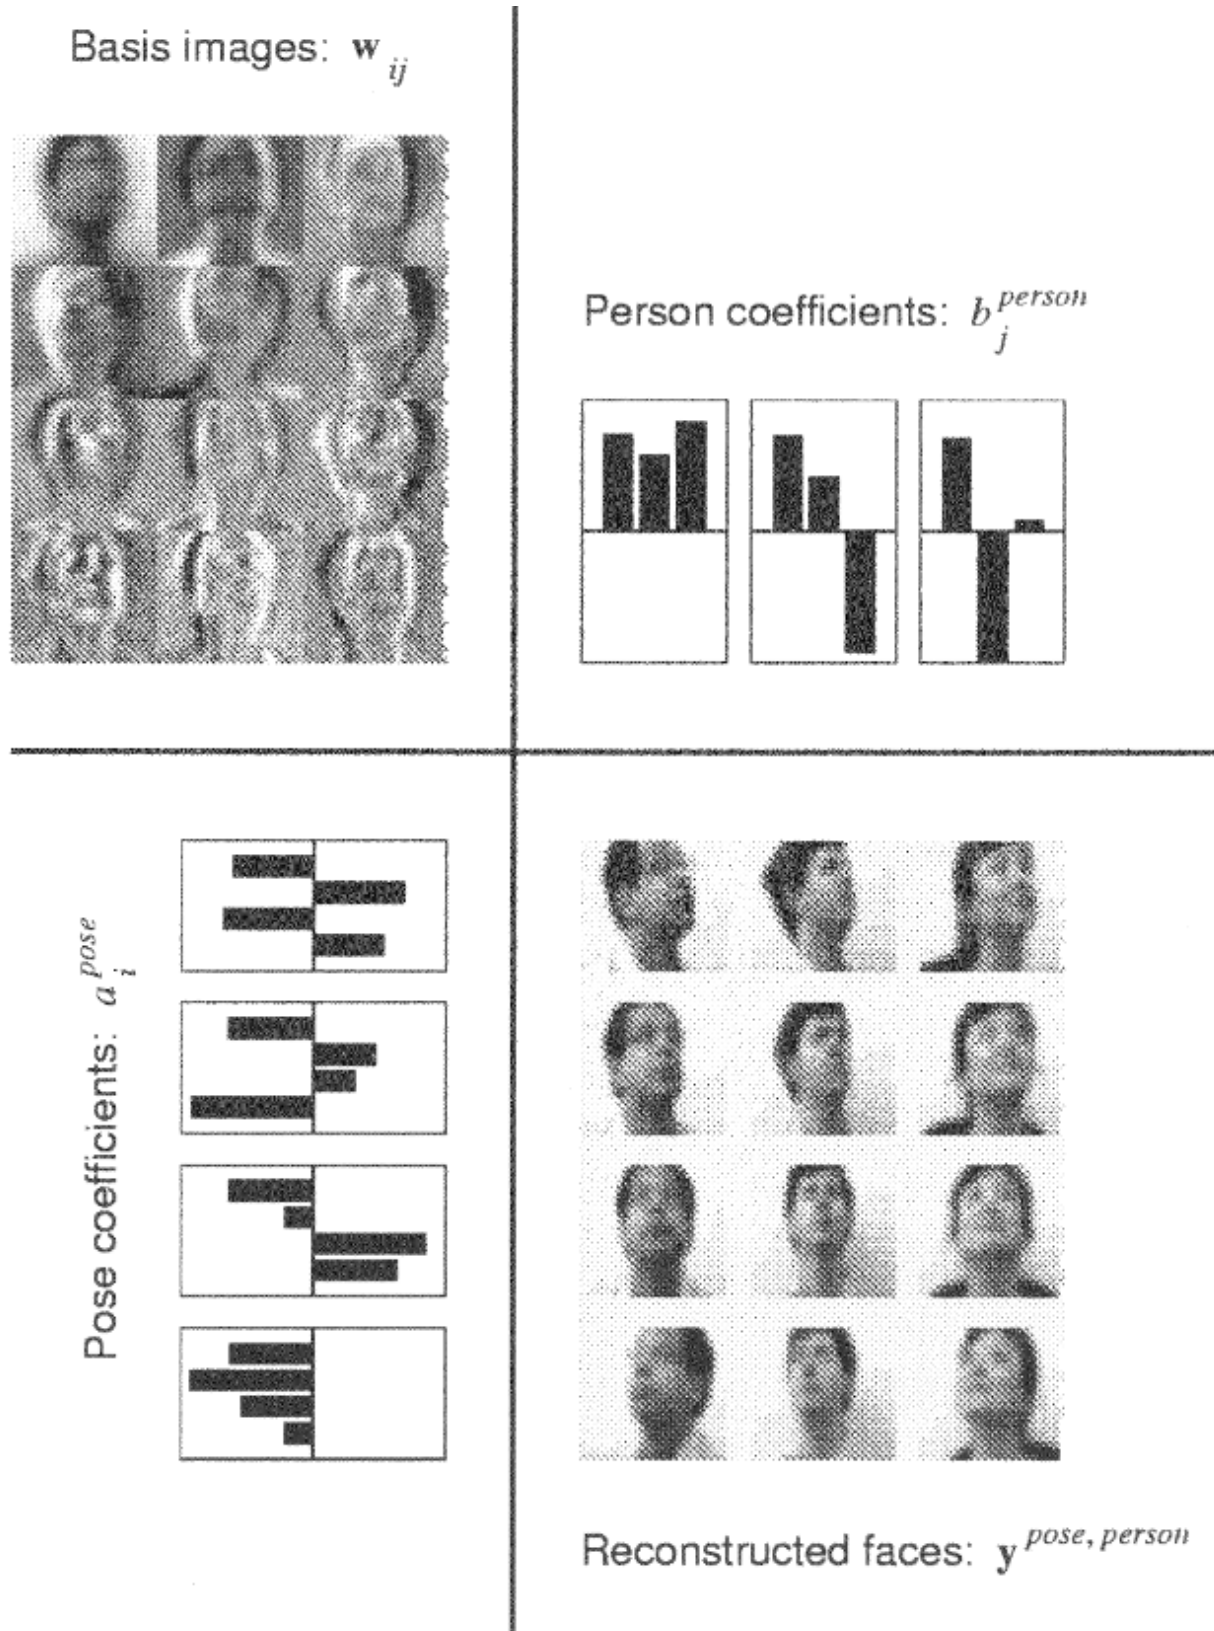 Basis images: w_ij
Person coefficients: b_j^person
Pose coefficients: a_i^pose
Reconstructed faces: y^pose, person